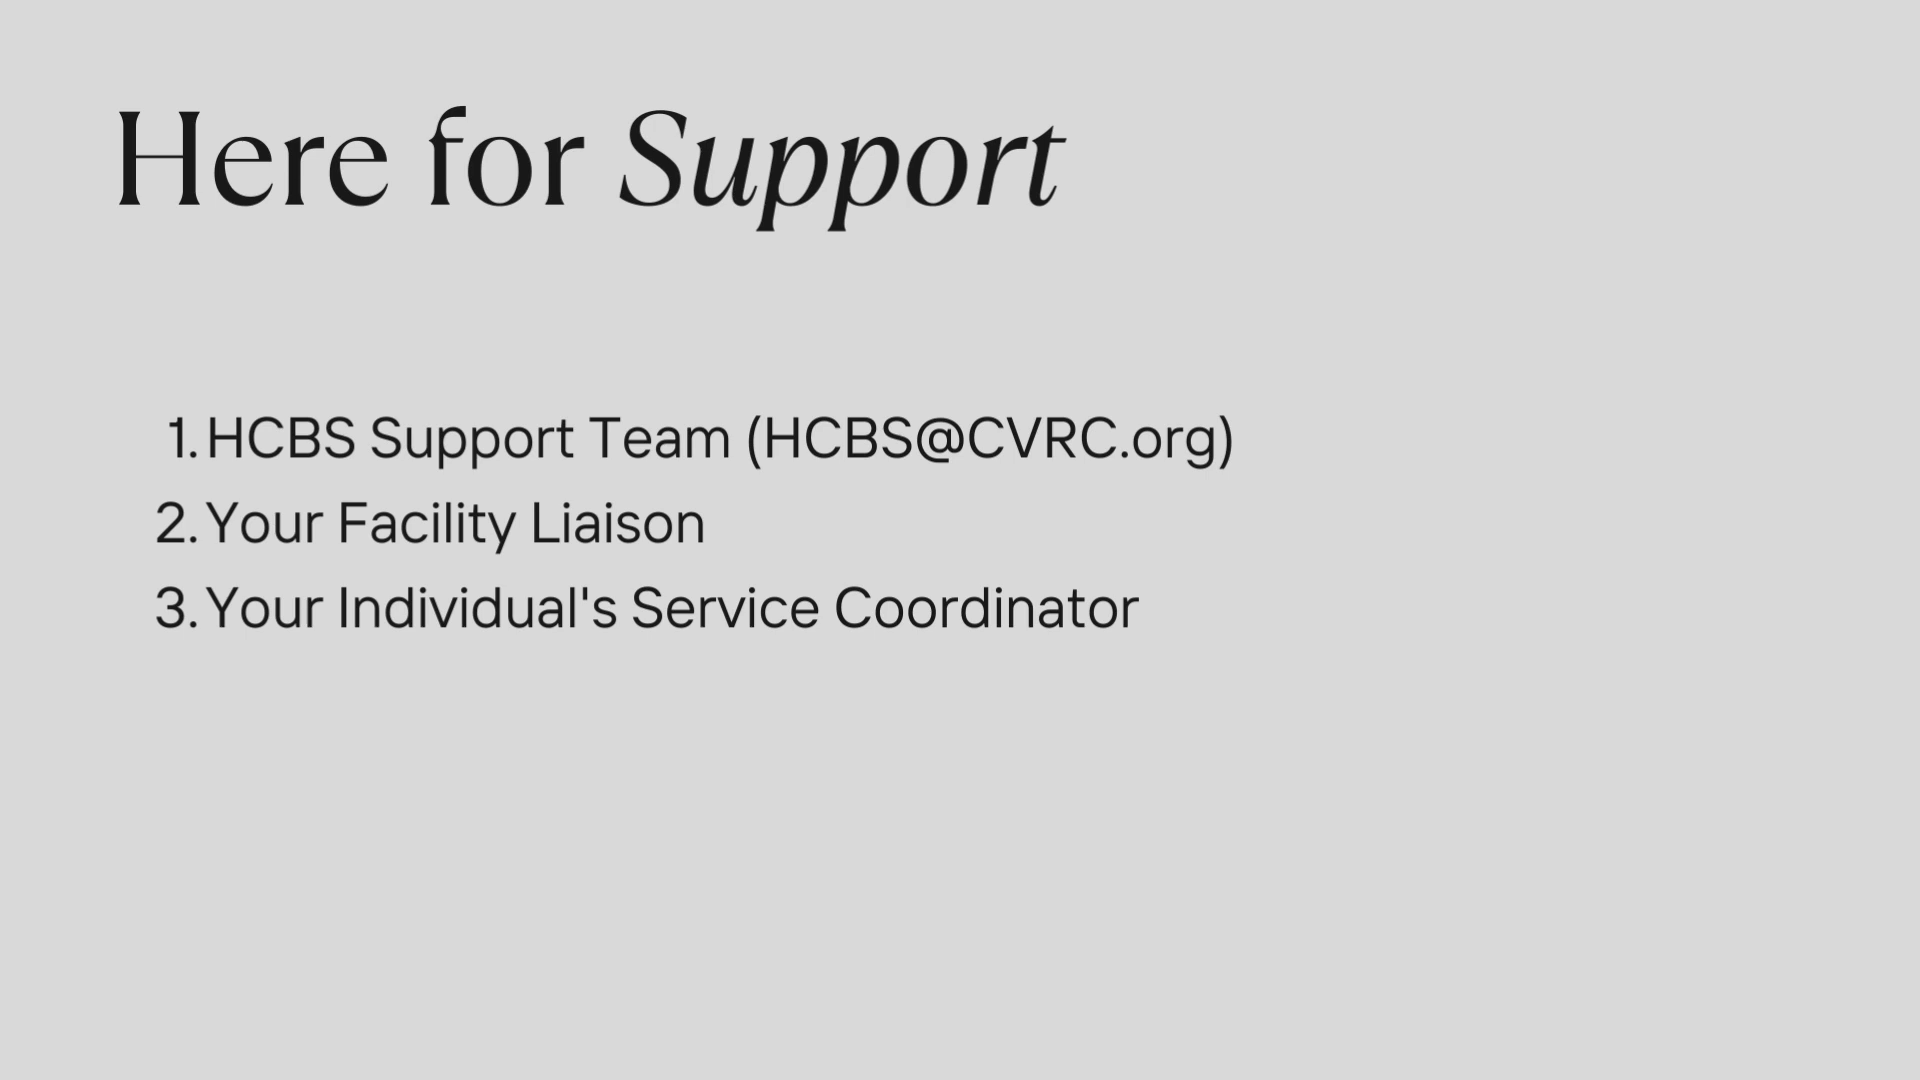 Here for Support
1. HCBS Support Team (HCBS@CVRC.org)
2. Your Facility Liaison
3. Your Individual's Service Coordinator